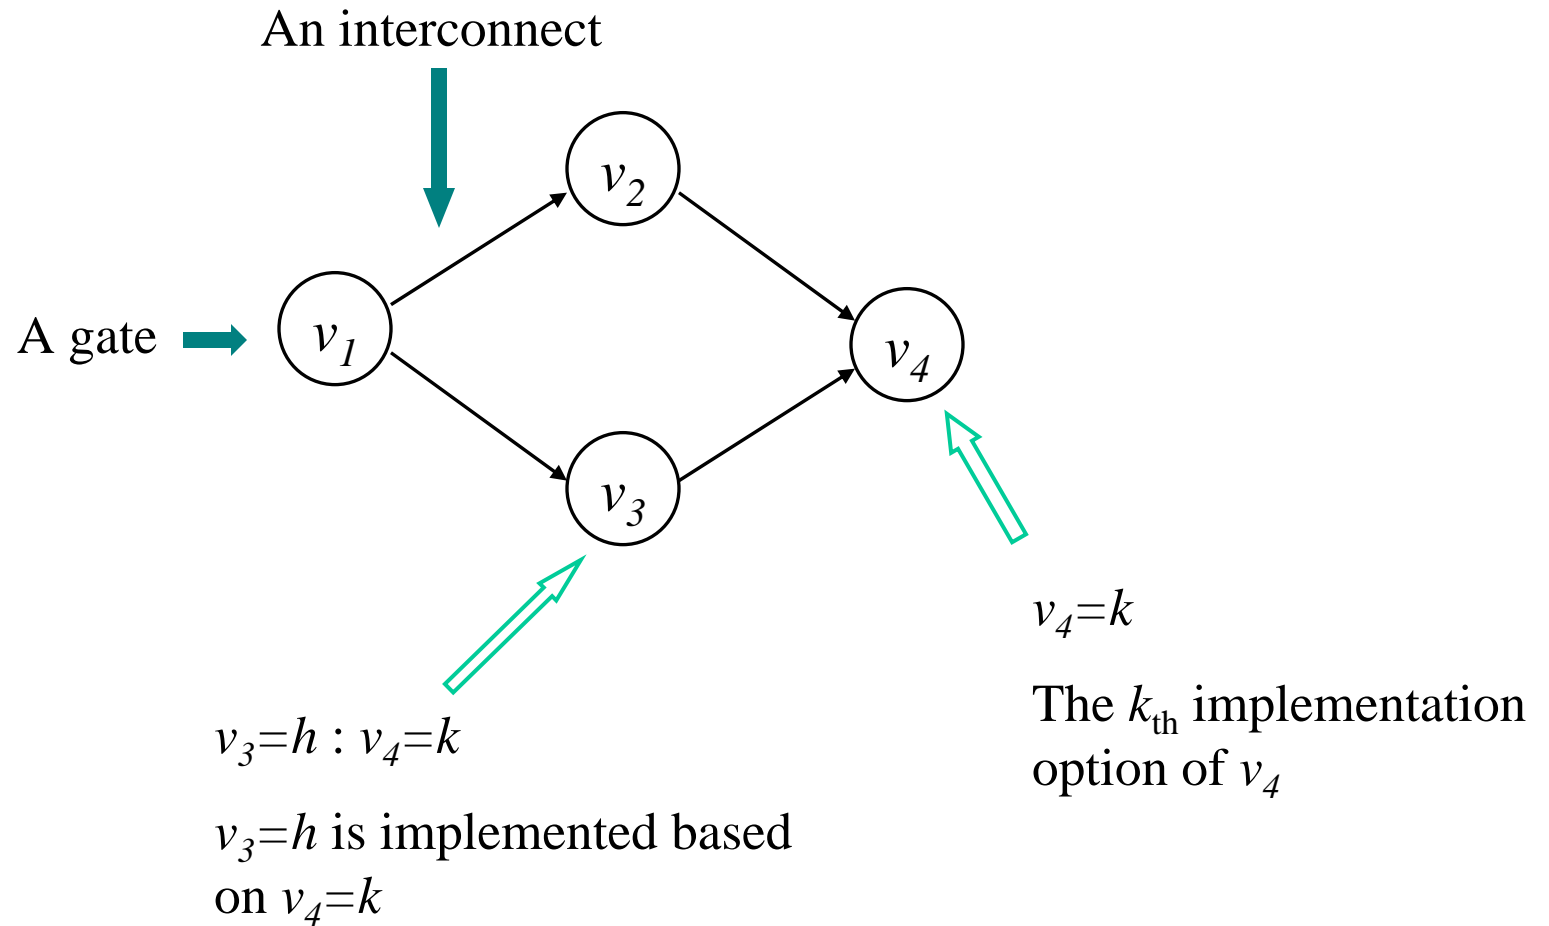 An interconnect
v2
A gate
v1
v4
v3
v4=k
The kth implementation
option of v4
v3=h : v4=k
v3=h is implemented based
on v4=k